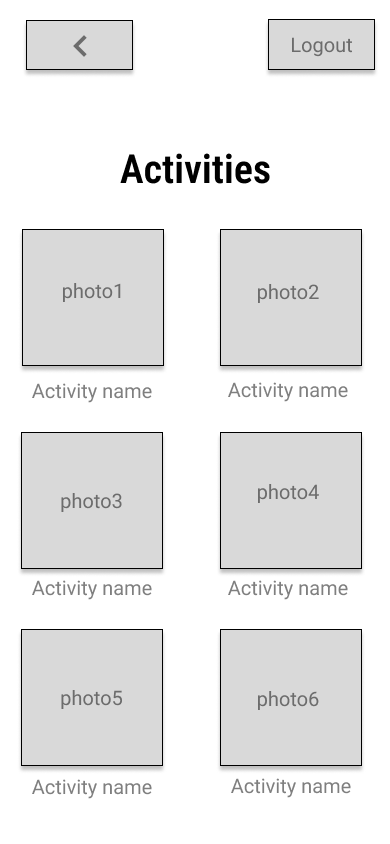 Logout
Activities
photo1
photo2
Activity name
Activity name
photo3
photo4
Activity name
Activity name
photo5
photo6
Activity name
Activity name